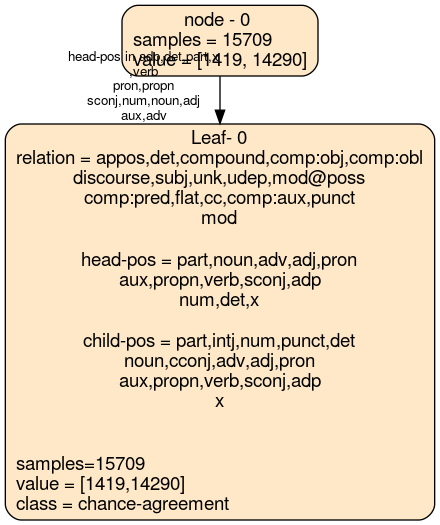 node - 0
samples = 15709
value = [1419, 14290]
head-pos in adp,det,part,x
,verb
pron,propn
sconj,num,noun,adj
aux,adv
Leaf- 0
relation = appos,det,compound,comp:obj,comp:obl
discourse,subj,unk,udep,mod@poss
comp:pred,flat,cc,comp:aux,punct
mod
head-pos = part,noun,adv,adj,pron
aux,propn,verb,sconj,adp
num,det,x
child-pos = part,intj,num,punct,det
noun,cconj,adv,adj,pron
aux,propn,verb,sconj,adp
x
samples=15709
value = [1419,14290]
class = chance-agreement